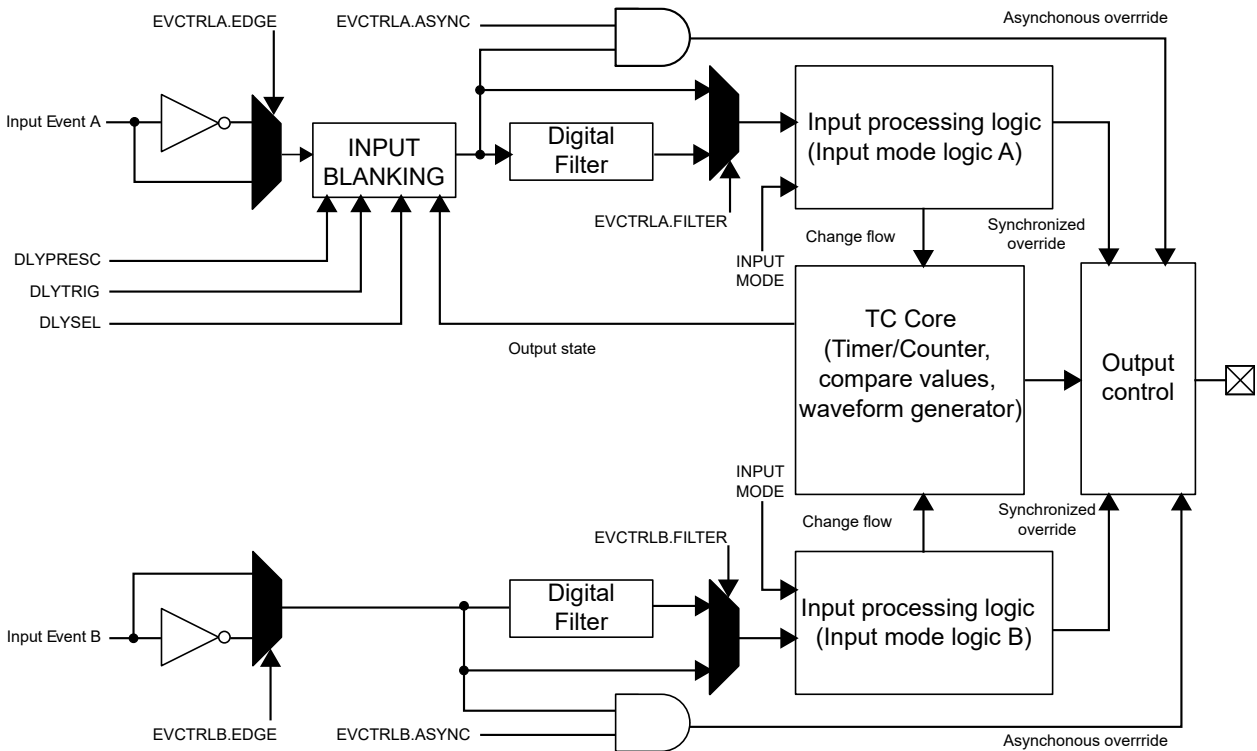 EVCTRLA.EDGE
EVCTRLA.ASYNC
Asynchonous overrride
Input Event A
INPUT
BLANKING
Digital
Filter
Input processing logic
(Input mode logic A)
EVCTRLA.FILTER
DLYPRESC
DLYTRIG
DLYSEL
INPUT
MODE
Change flow
Synchronized
override
Output state
TC Core
(Timer/Counter,
compare values,
waveform generator)
Output
control
INPUT
MODE
Change flow
Synchronized
override
EVCTRLB.FILTER
Digital
Filter
Input processing logic
(Input mode logic B)
Input Event B
EVCTRLB.EDGE
EVCTRLB.ASYNC
Asynchonous overrride